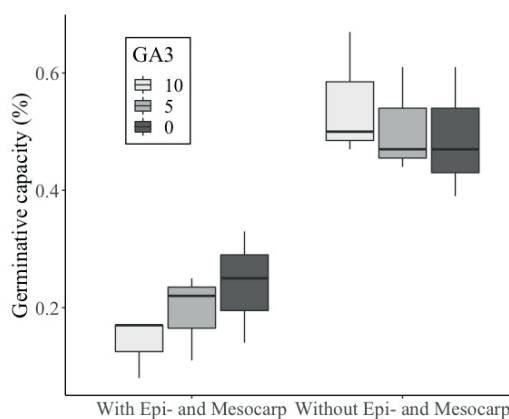 GA3
10
5
0
Germinative capacity (%)
0.6
0.4
0.2
With Epi- and Mesocarp Without Epi- and Mesocarp